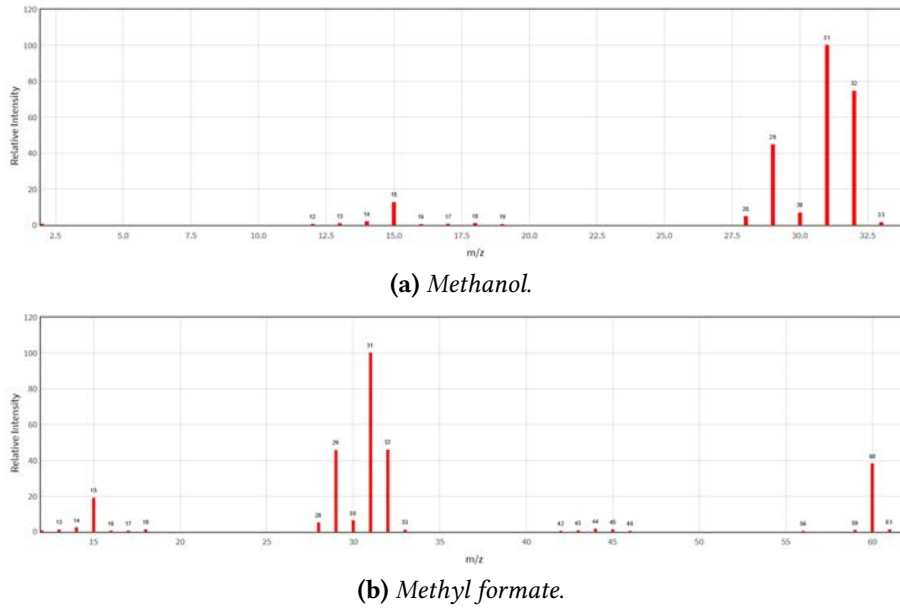 120
100
80
60
40
20
0
Relative Intensity
12 13 14 15 16 17 18 19 28 29 30 31 32 33
2.5 5.0 7.5 10.0 12.5 15.0 17.5 20.0 22.5 25.0 27.5 30.0 32.5
m/z
(a) Methanol.
120
100
80
60
40
20
0
Relative Intensity
13 14 15 16 17 18 28 29 30 31 32 33 42 43 44 45 46 56 59 60 61
15 20 25 30 35 40 45 50 55 60
m/z
(b) Methyl formate.